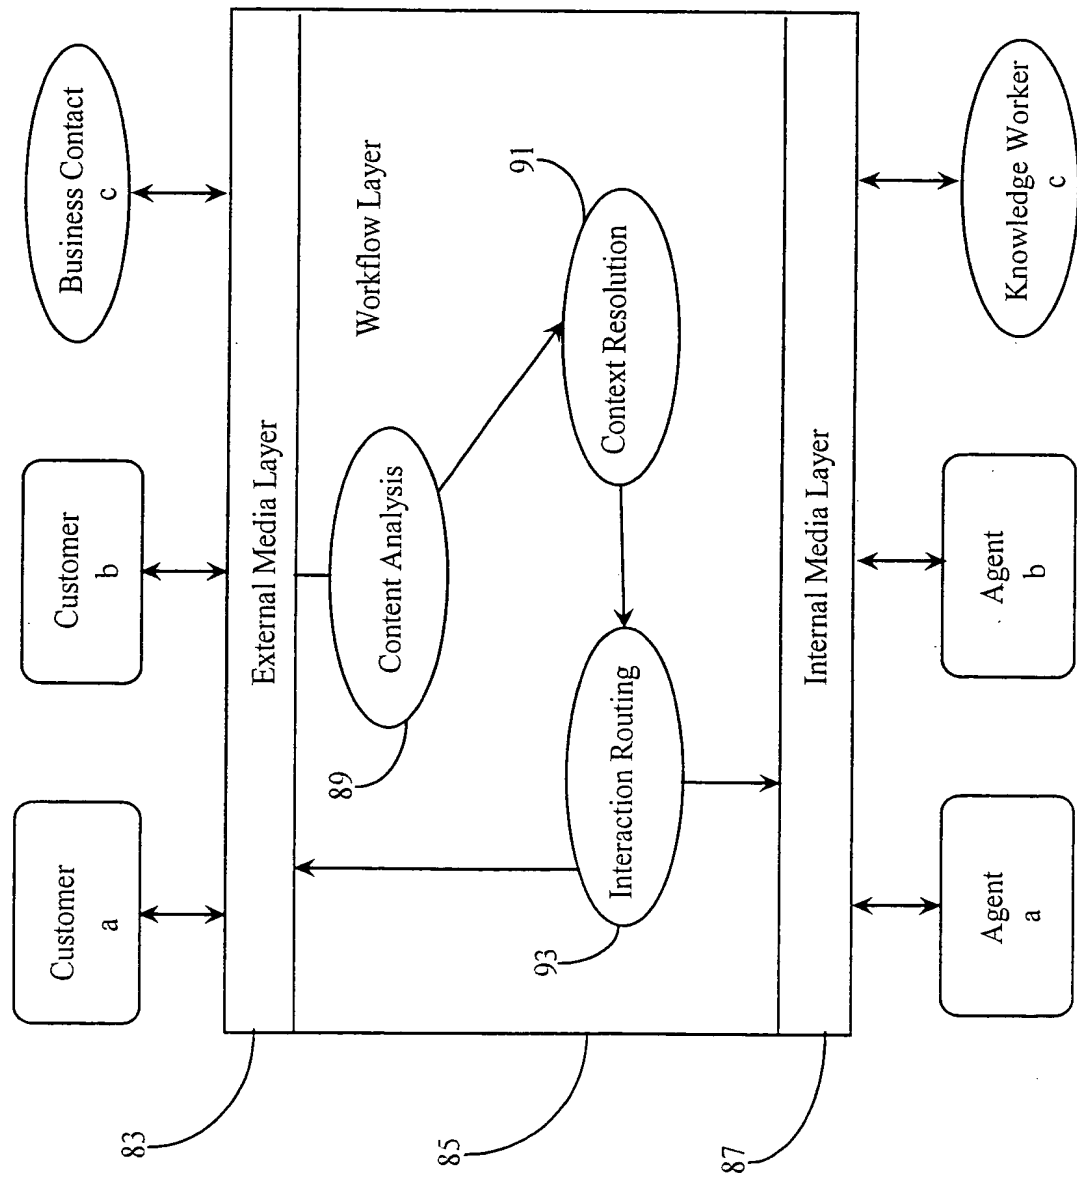 Customer
a
Customer
b
Business Contact
c
83
External Media Layer
85
Workflow Layer
89
Content Analysis
91
Context Resolution
93
Interaction Routing
87
Internal Media Layer
Agent
a
Agent
b
Knowledge Worker
c